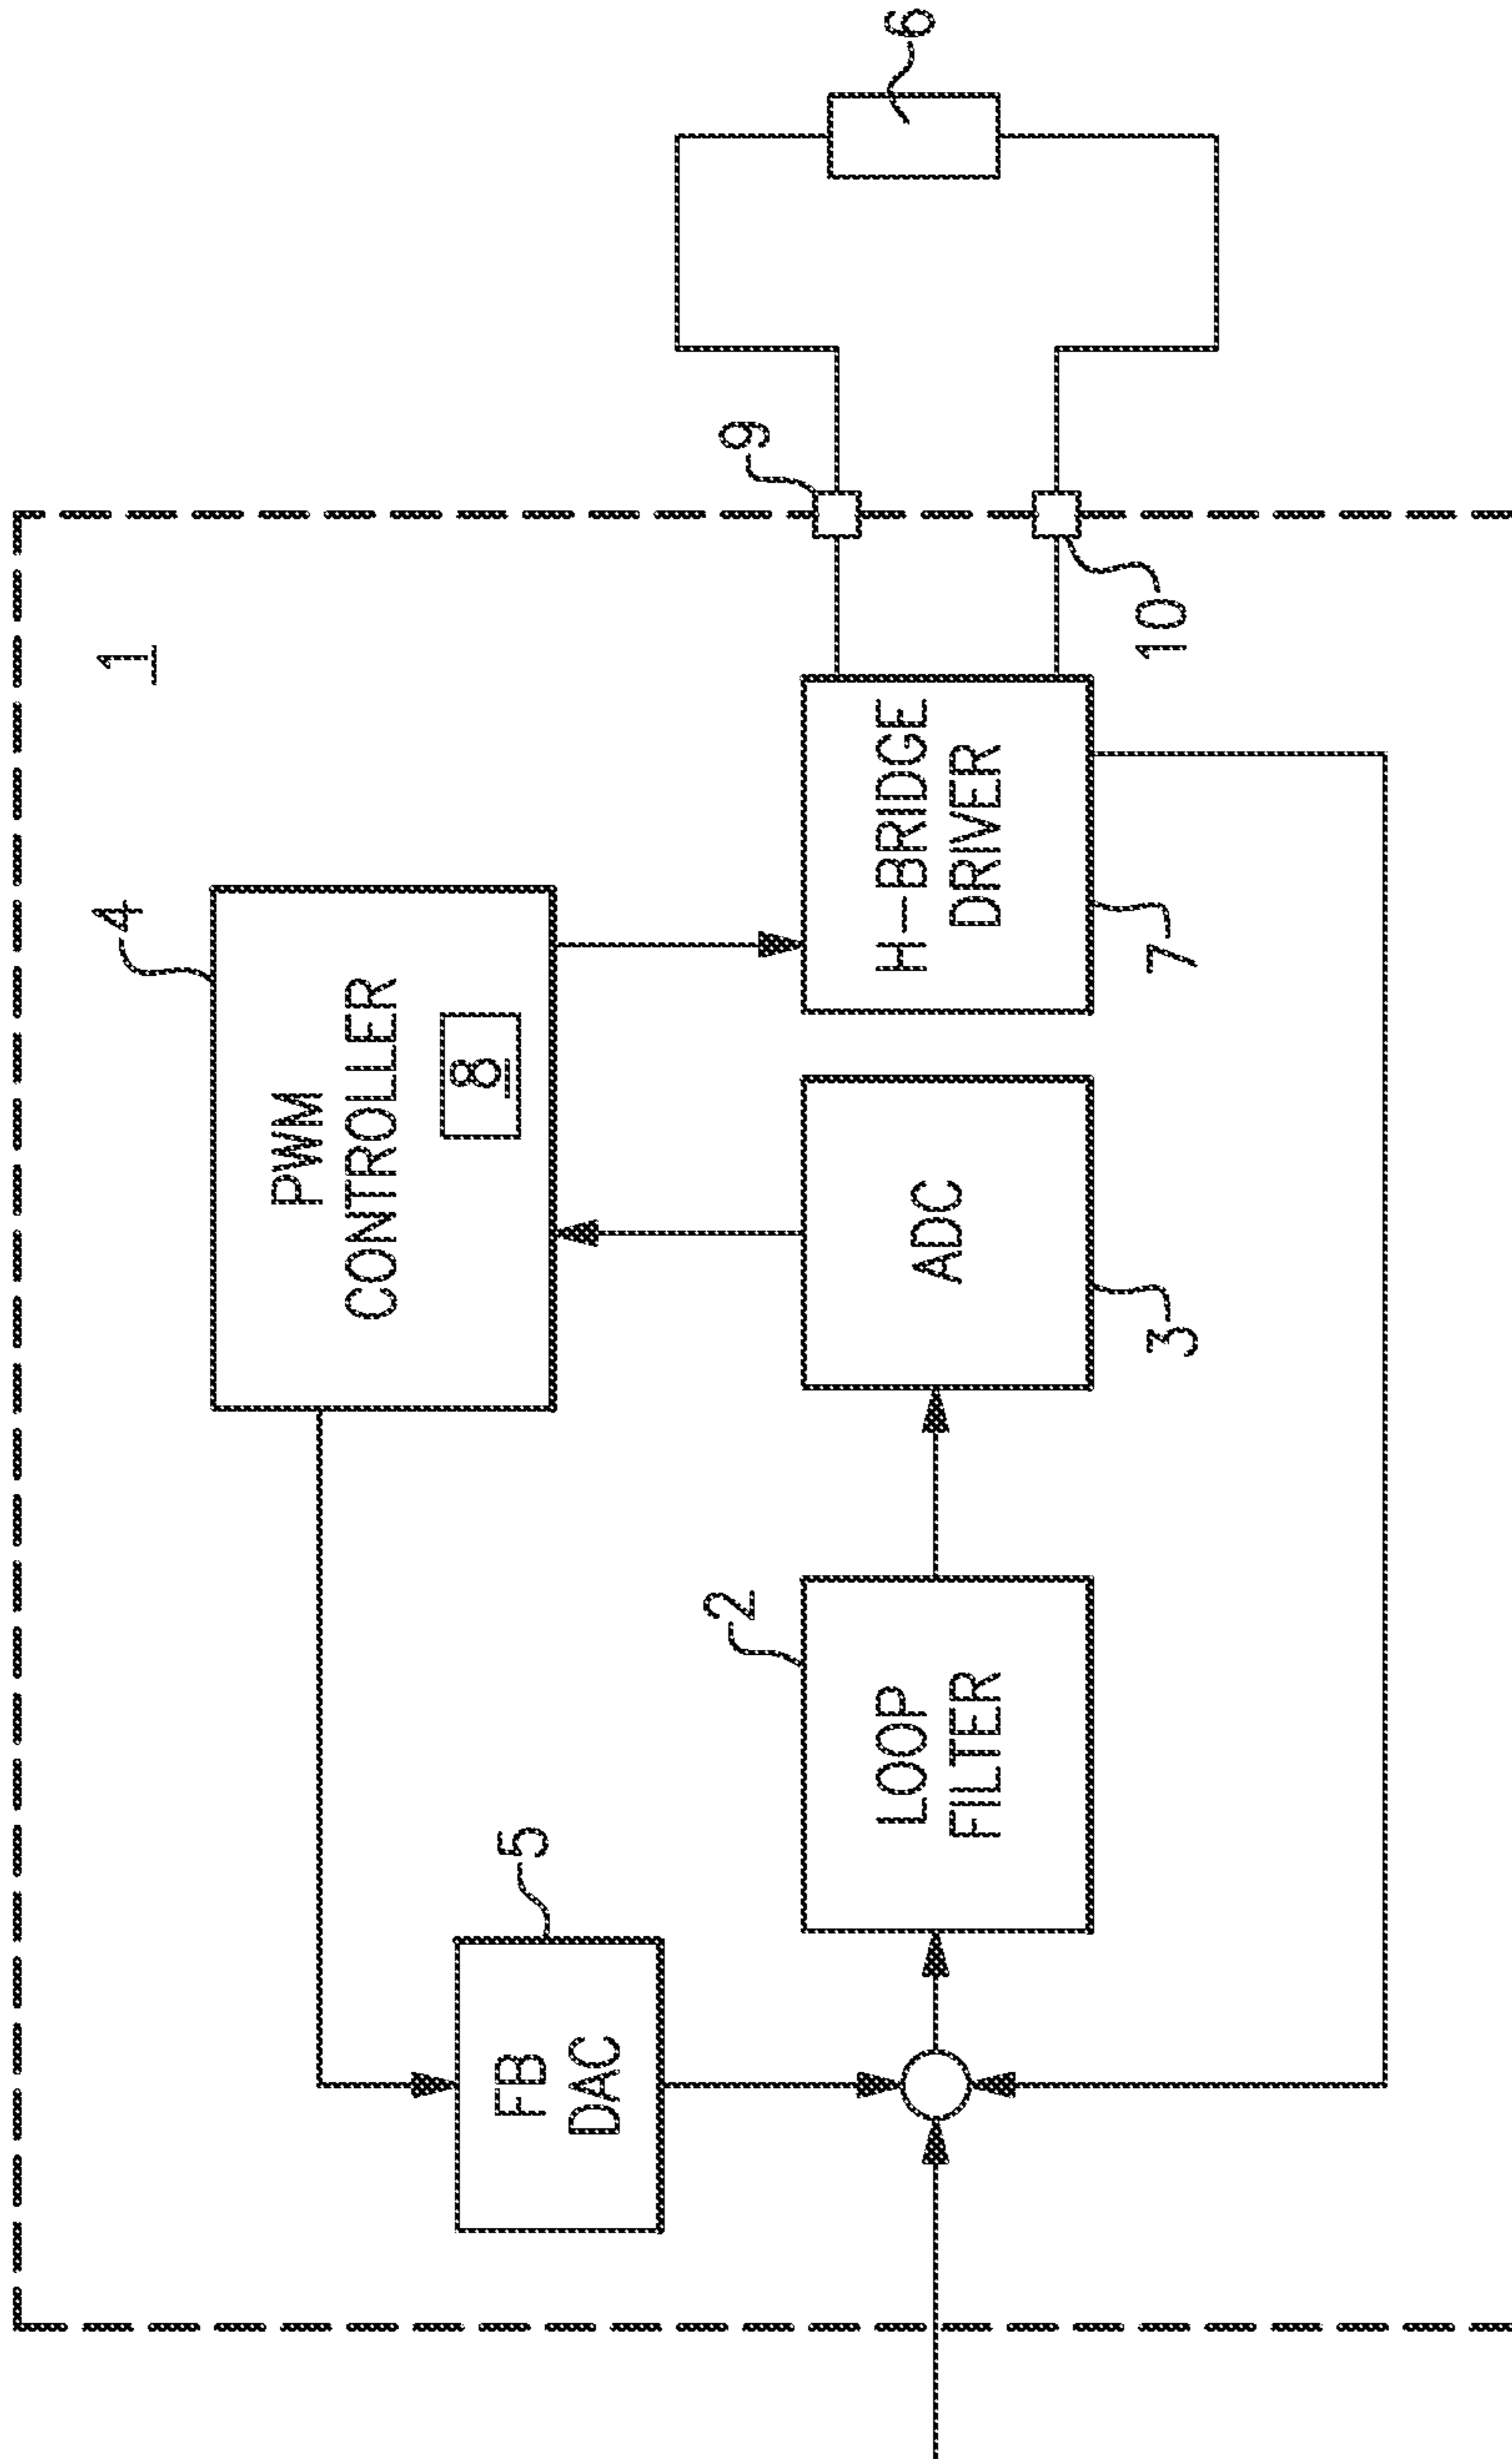 1
4
PWM
CONTROLLER
8
5
FB
DAC
2
LOOP
FILTER
ADC
3
H-BRIDGE
DRIVER
7
9
10
6